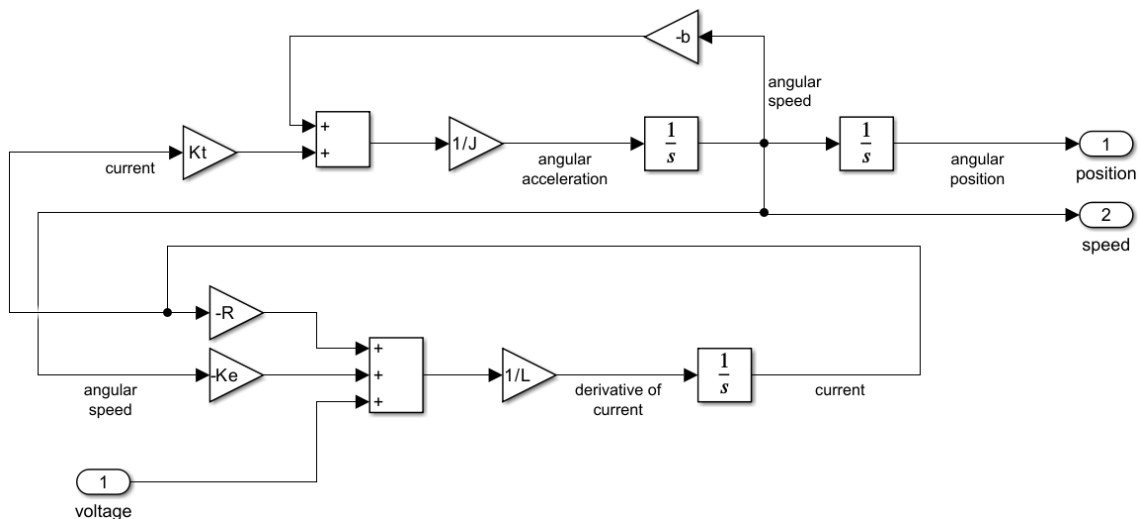 -b
angular
speed
+
+
Kt
1/J
1
s
1
s
1
current
angular
acceleration
angular
position
position
2
speed
-R
+
+
+
-Ke
1/L
1
s
angular
speed
derivative of
current
current
1
voltage